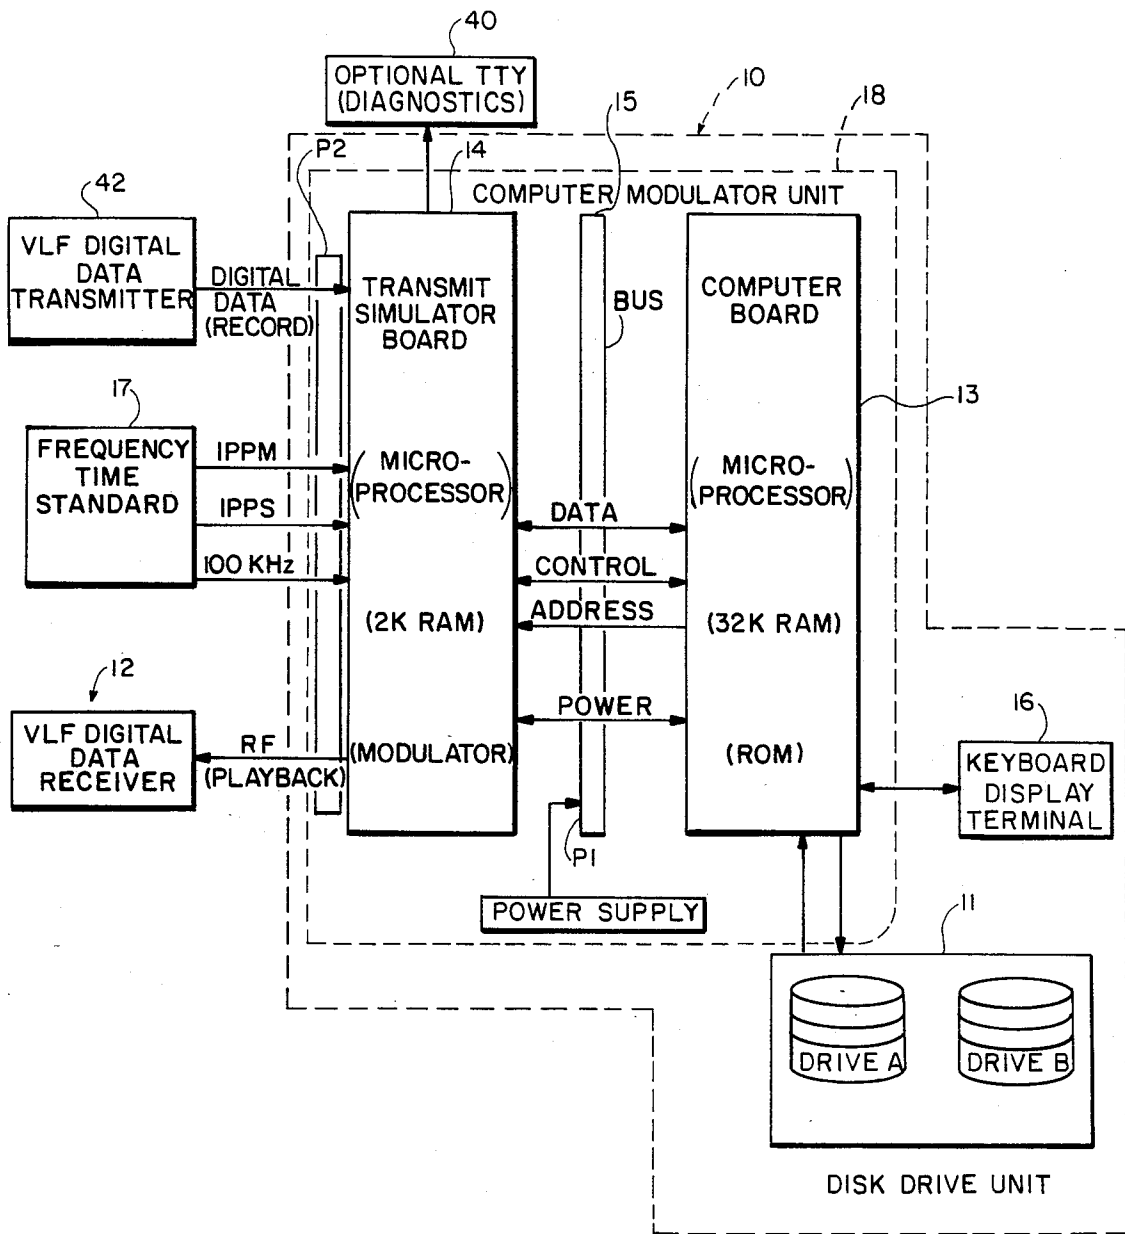 40
OPTIONAL TTY
(DIAGNOSTICS)
15
10
18
P2
14
COMPUTER MODULATOR UNIT
42
VLF DIGITAL
DATA
TRANSMITTER
DIGITAL
DATA
(RECORD)
TRANSMIT
SIMULATOR
BOARD
BUS
COMPUTER
BOARD
17
13
FREQUENCY
TIME
STANDARD
IPPM
IPPS
100 KHz
(MICRO-
PROCESSOR)
(MICRO-
PROCESSOR)
DATA
CONTROL
ADDRESS
(2K RAM)
(32K RAM)
12
VLF DIGITAL
DATA
RECEIVER
RF
(PLAYBACK)
(MODULATOR)
POWER
(ROM)
16
KEYBOARD
DISPLAY
TERMINAL
P1
POWER SUPPLY
11
DRIVE A
DRIVE B
DISK DRIVE UNIT